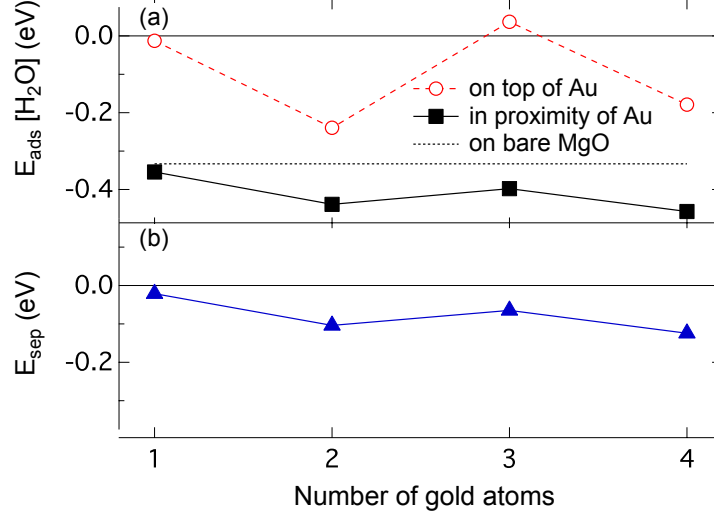 (a)
E_ads [H₂O] (eV)
0.0
-0.2
-0.4
on top of Au
in proximity of Au
on bare MgO
(b)
E_sep (eV)
0.0
-0.2
1 2 3 4
Number of gold atoms